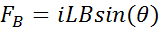 F_B = iLBsin(θ)